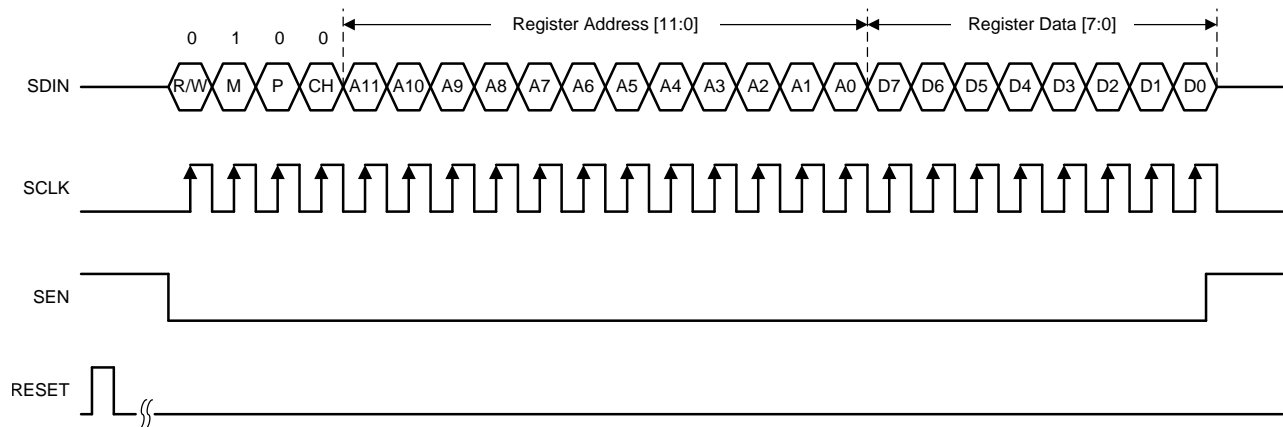 Register Address [11:0] Register Data [7:0]
0 1 0 0
SDIN R/W M P CH A11 A10 A9 A8 A7 A6 A5 A4 A3 A2 A1 A0 D7 D6 D5 D4 D3 D2 D1 D0
SCLK
SEN
RESET